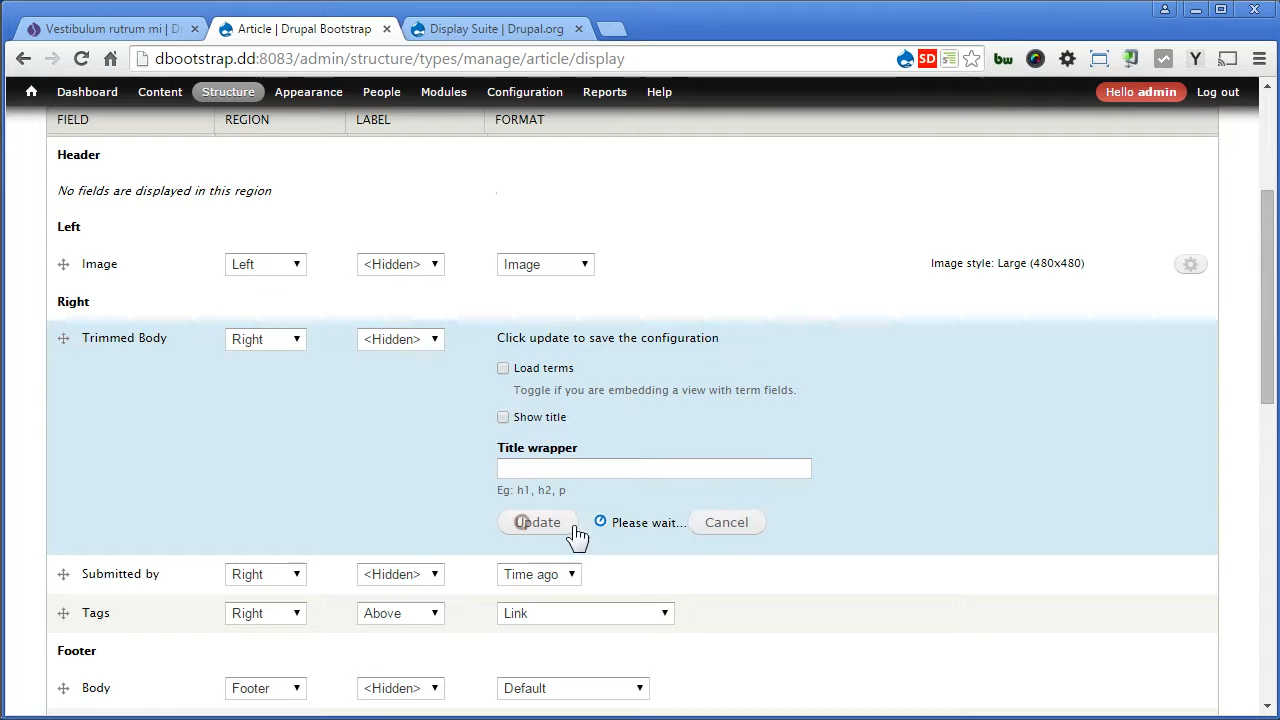 Vestibulum rutrum mi | Dr
Article | Drupal Bootstrap
Display Suite | Drupal.org
dbootstrap.dd:8083/admin/structure/types/manage/article/display
SD
bw
Y
Dashboard Content Structure Appearance People Modules Configuration Reports Help Hello admin Log out
FIELD REGION LABEL FORMAT
Header
No fields are displayed in this region
Left
Image Left <Hidden> Image Image style: Large (480x480)
Right
Trimmed Body Right <Hidden> Click update to save the configuration
Load terms
Toggle if you are embedding a view with term fields.
Show title
Title wrapper
Eg: h1, h2, p
Update Please wait... Cancel
Submitted by Right <Hidden> Time ago
Tags Right Above Link
Footer
Body Footer <Hidden> Default